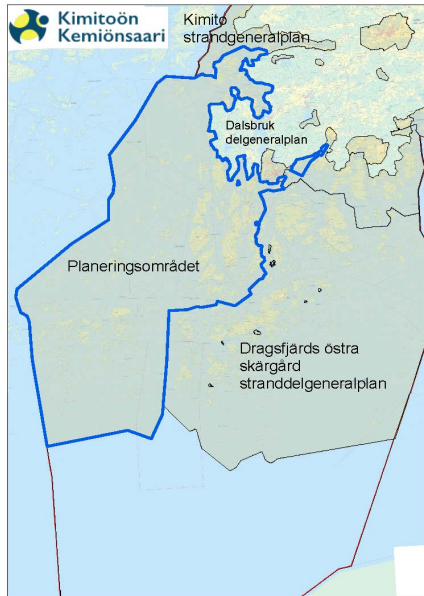 Kimitoön
Kemiönsaari
Kimito
strandgeneralplan
Dalsbruk
delgeneralplan
Planeringsområdet
Dragsfjärds östra
skärgård
stranddelgeneralplan